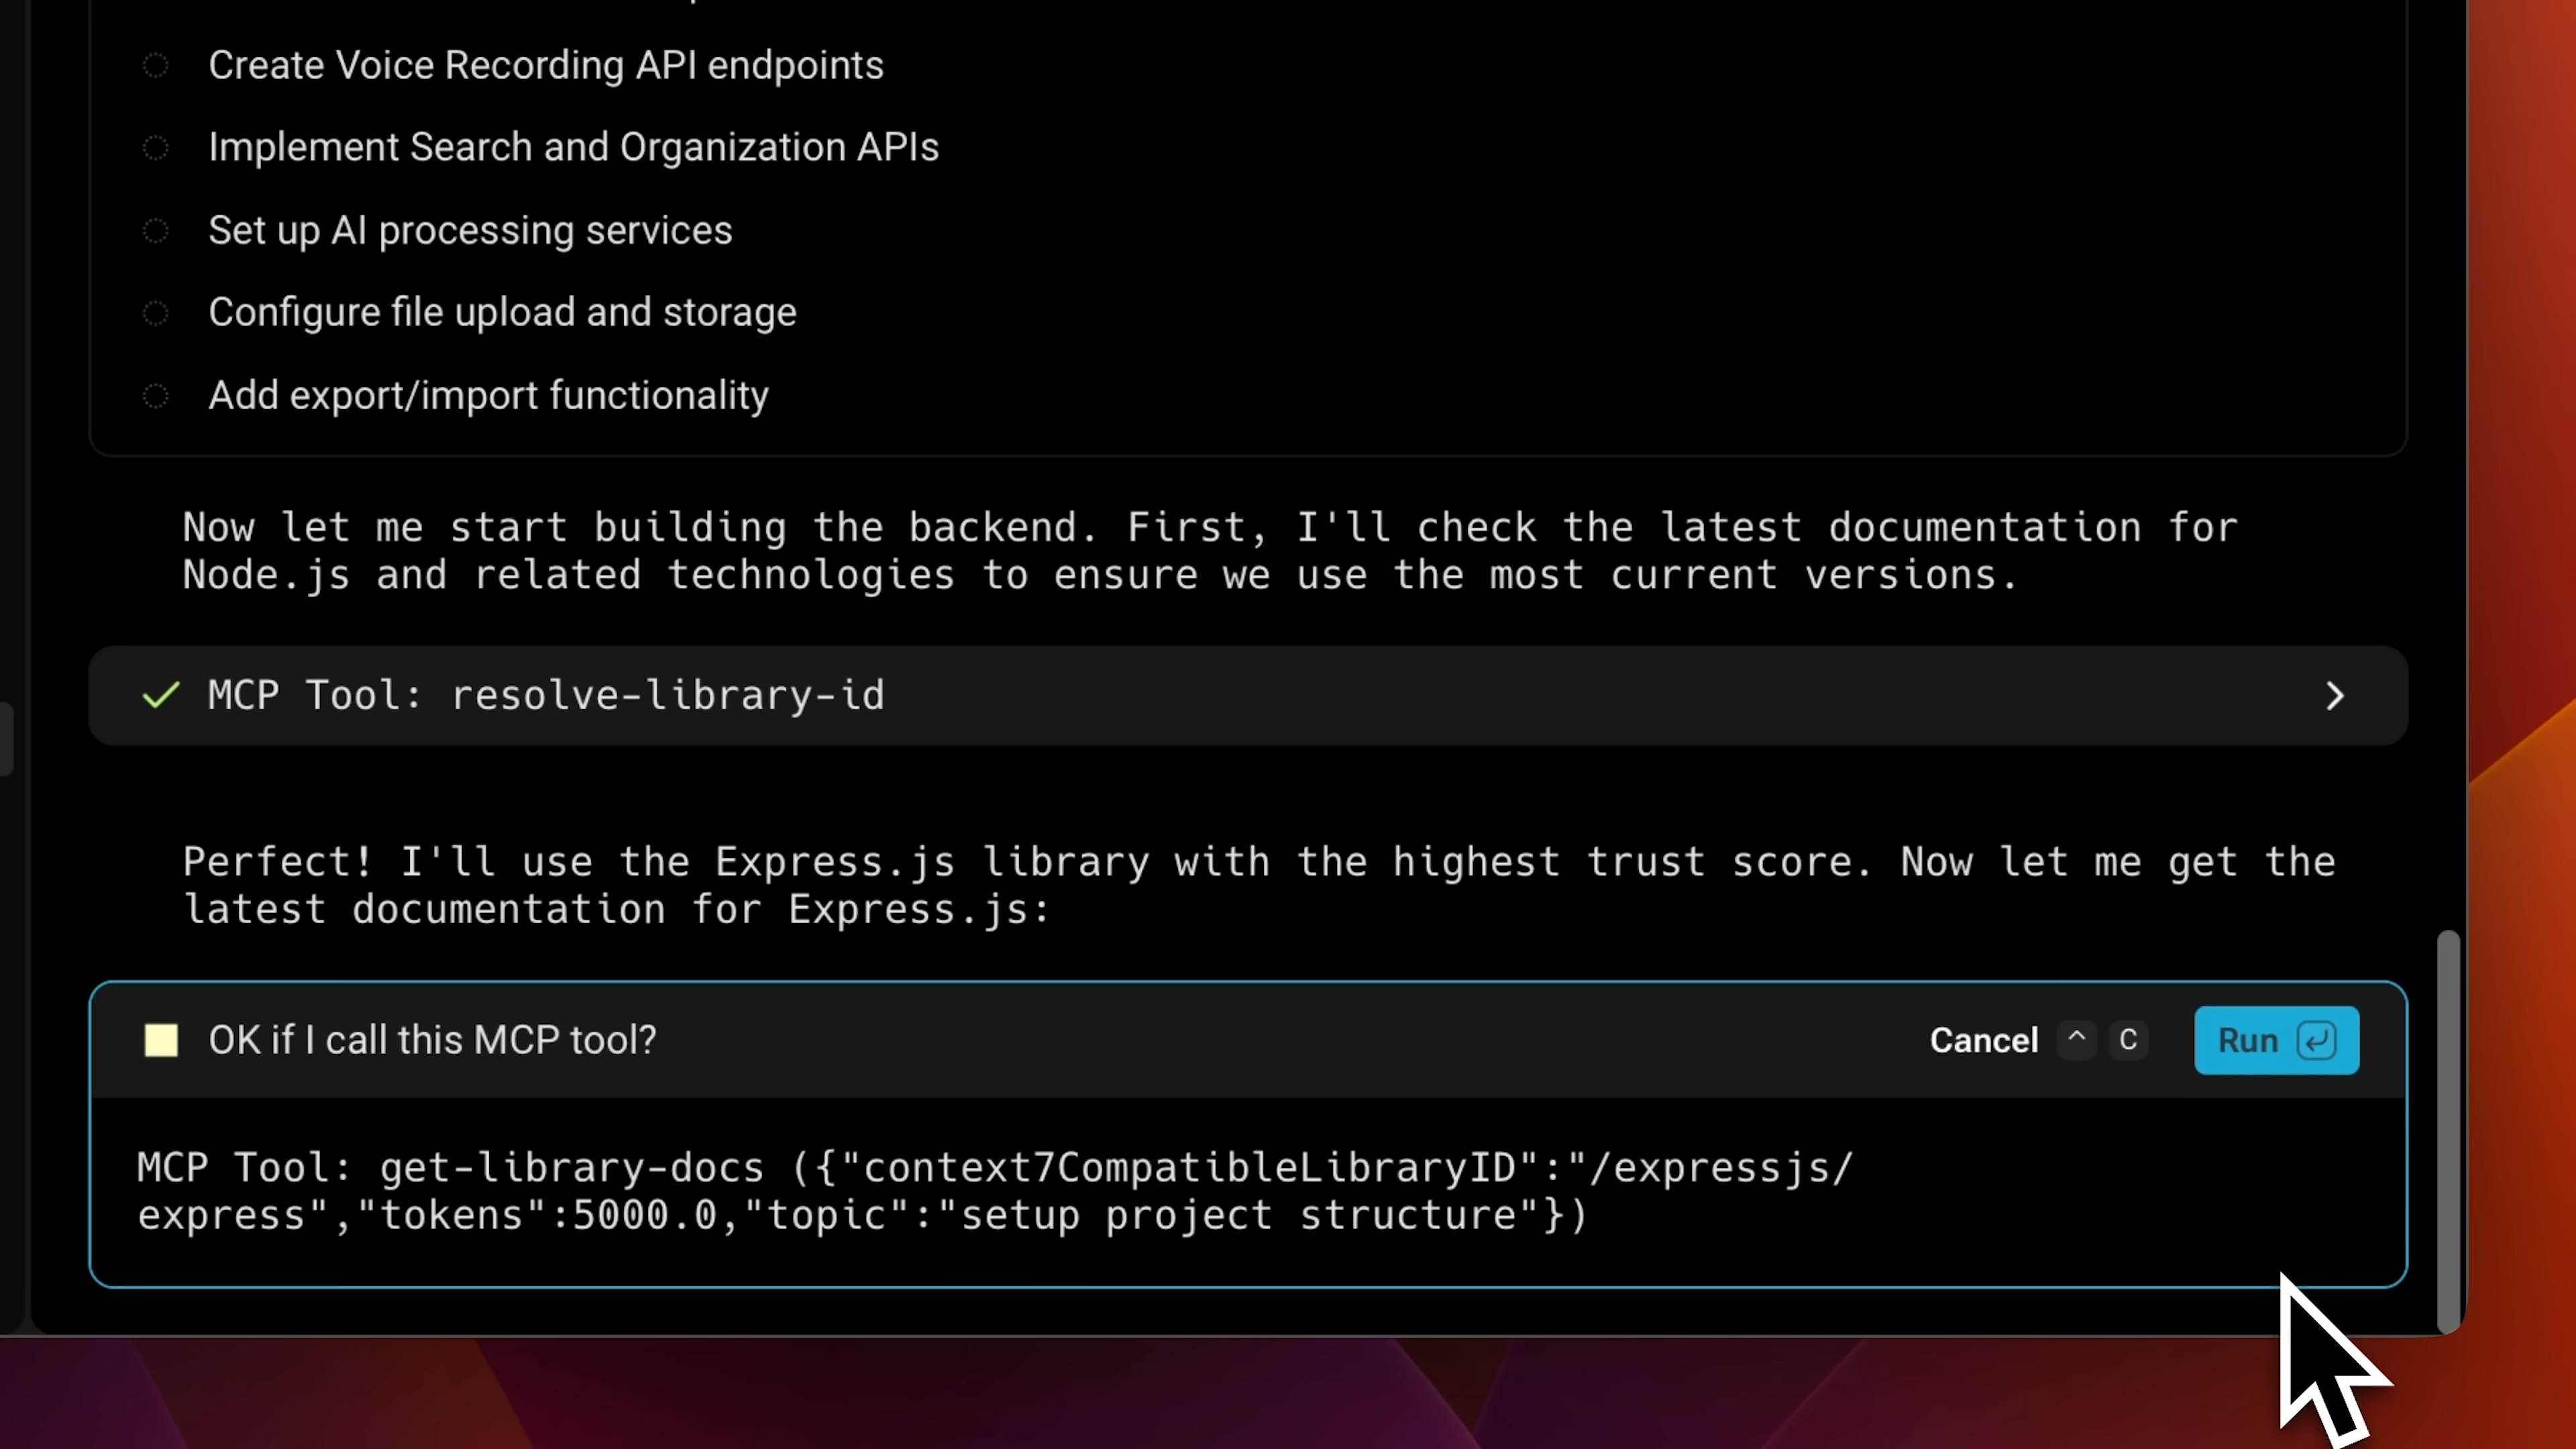 Create Voice Recording API endpoints
Implement Search and Organization APIs
Set up AI processing services
Configure file upload and storage
Add export/import functionality
Now let me start building the backend. First, I'll check the latest documentation for
Node.js and related technologies to ensure we use the most current versions.
MCP Tool: resolve-library-id
Perfect! I'll use the Express.js library with the highest trust score. Now let me get the
latest documentation for Express.js:
OK if I call this MCP tool? Cancel ^ C Run
MCP Tool: get-library-docs ({"context7CompatibleLibraryID":"/expressjs/
express","tokens":5000.0,"topic":"setup project structure"})